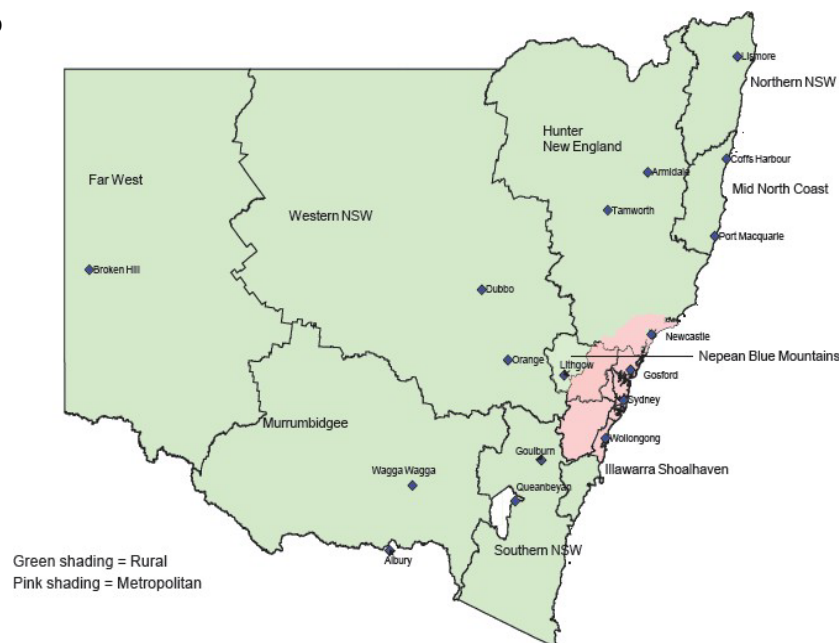 Lismore
Northern NSW
Hunter
New England
Coffs Harbour
Armidale
Far West
Mid North Coast
Western NSW
Tamworth
Port Macquarie
Broken Hill
Dubbo
Newcastle
Nepean Blue Mountains
Orange
Lithgow
Gosford
Sydney
Murrumbidgee
Wollongong
Goulburn
Illawarra Shoalhaven
Wagga Wagga
Queanbeyan
Southern NSW
Albury
Green shading = Rural
Pink shading = Metropolitan